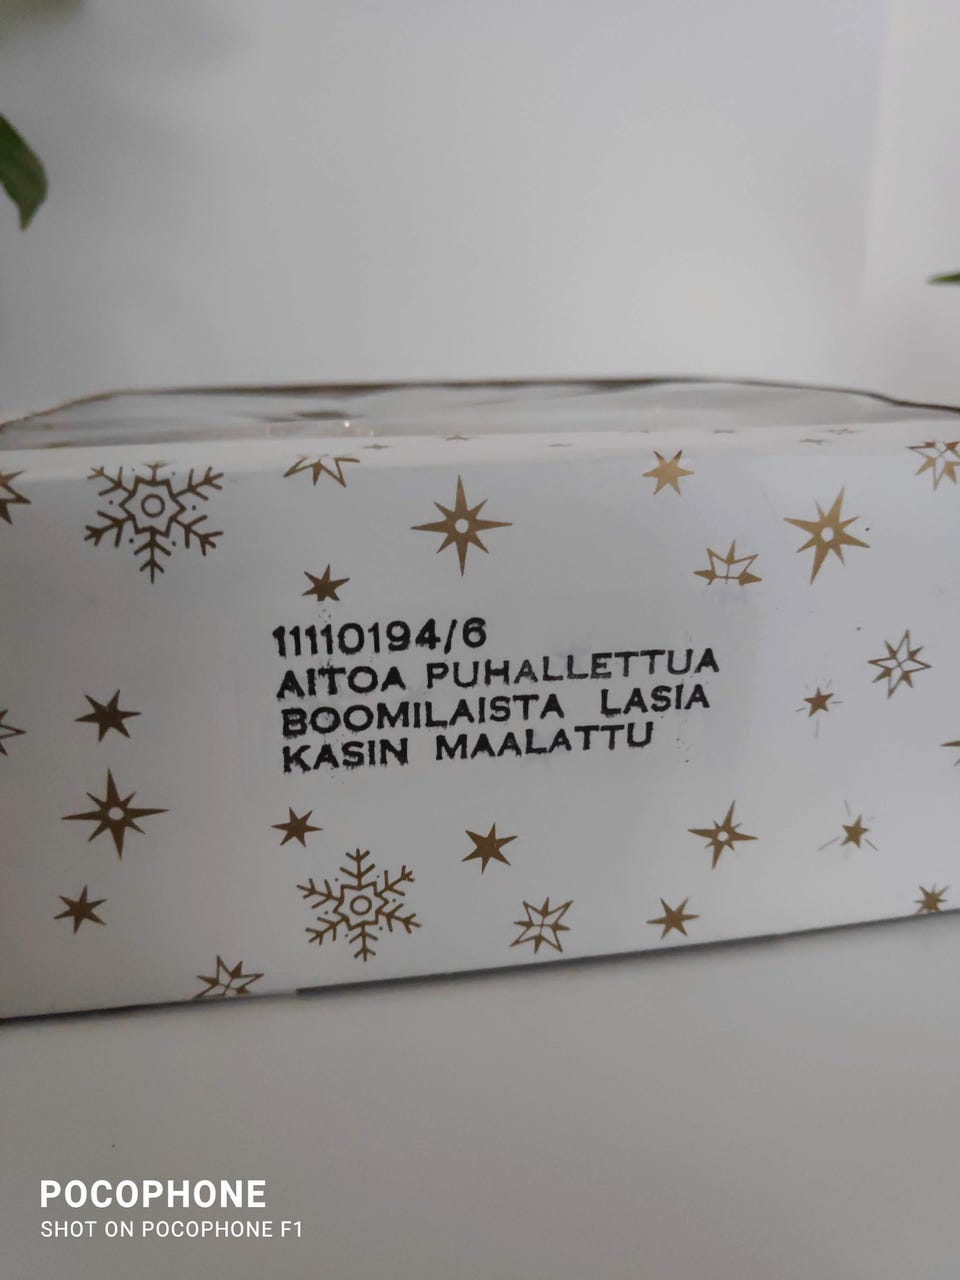 11110194/6
AITOA PUHALLETTUA
BOOMILAISTA LASIA
KASIN MAALATTU
POCOPHONE
SHOT ON POCOPHONE F1